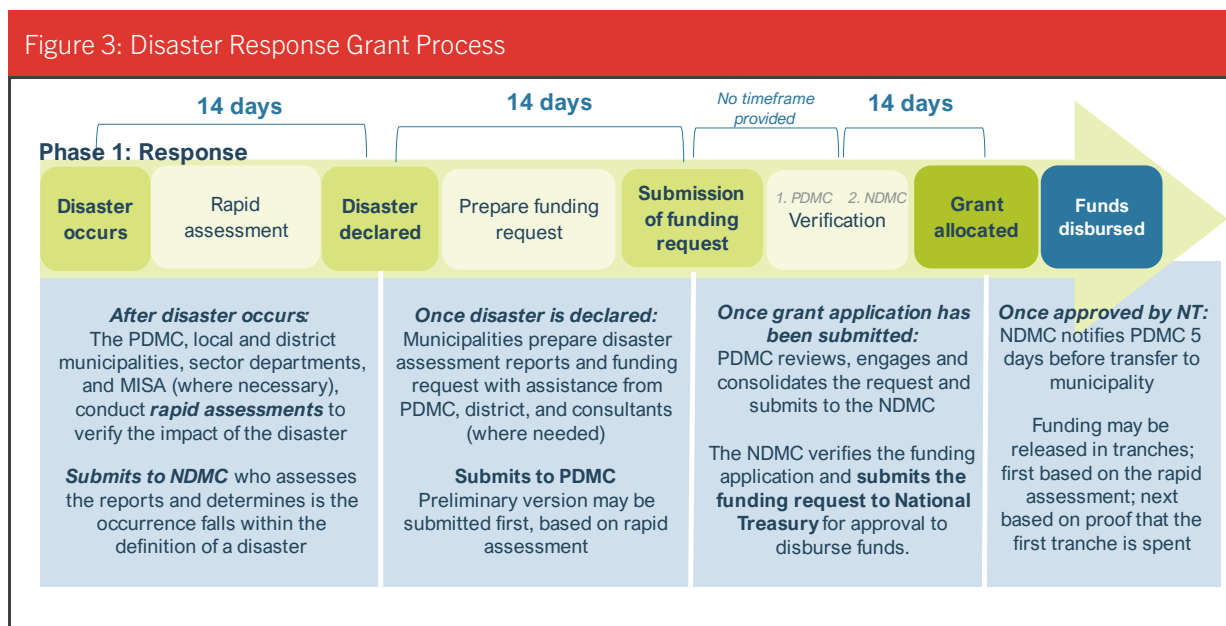 Figure 3: Disaster Response Grant Process
14 days
14 days
No timeframe
provided
14 days
Phase 1: Response
Disaster
occurs
Rapid
assessment
Disaster
declared
Prepare funding
request
Submission
of funding
request
1. PDMC 2. NDMC
Verification
Grant
allocated
Funds
disbursed
After disaster occurs:
The PDMC, local and district
municipalities, sector departments,
and MISA (where necessary),
conduct rapid assessments to
verify the impact of the disaster
Submits to NDMC who assesses
the reports and determines is the
occurrence falls within the
definition of a disaster
Once disaster is declared:
Municipalities prepare disaster
assessment reports and funding
request with assistance from
PDMC, district, and consultants
(where needed)
Submits to PDMC
Preliminary version may be
submitted first, based on rapid
assessment
Once grant application has
been submitted:
PDMC reviews, engages and
consolidates the request and
submits to the NDMC
The NDMC verifies the funding
application and submits the
funding request to National
Treasury for approval to
disburse funds.
Once approved by NT:
NDMC notifies PDMC 5
days before transfer to
municipality
Funding may be
released in tranches;
first based on the rapid
assessment; next
based on proof that the
first tranche is spent